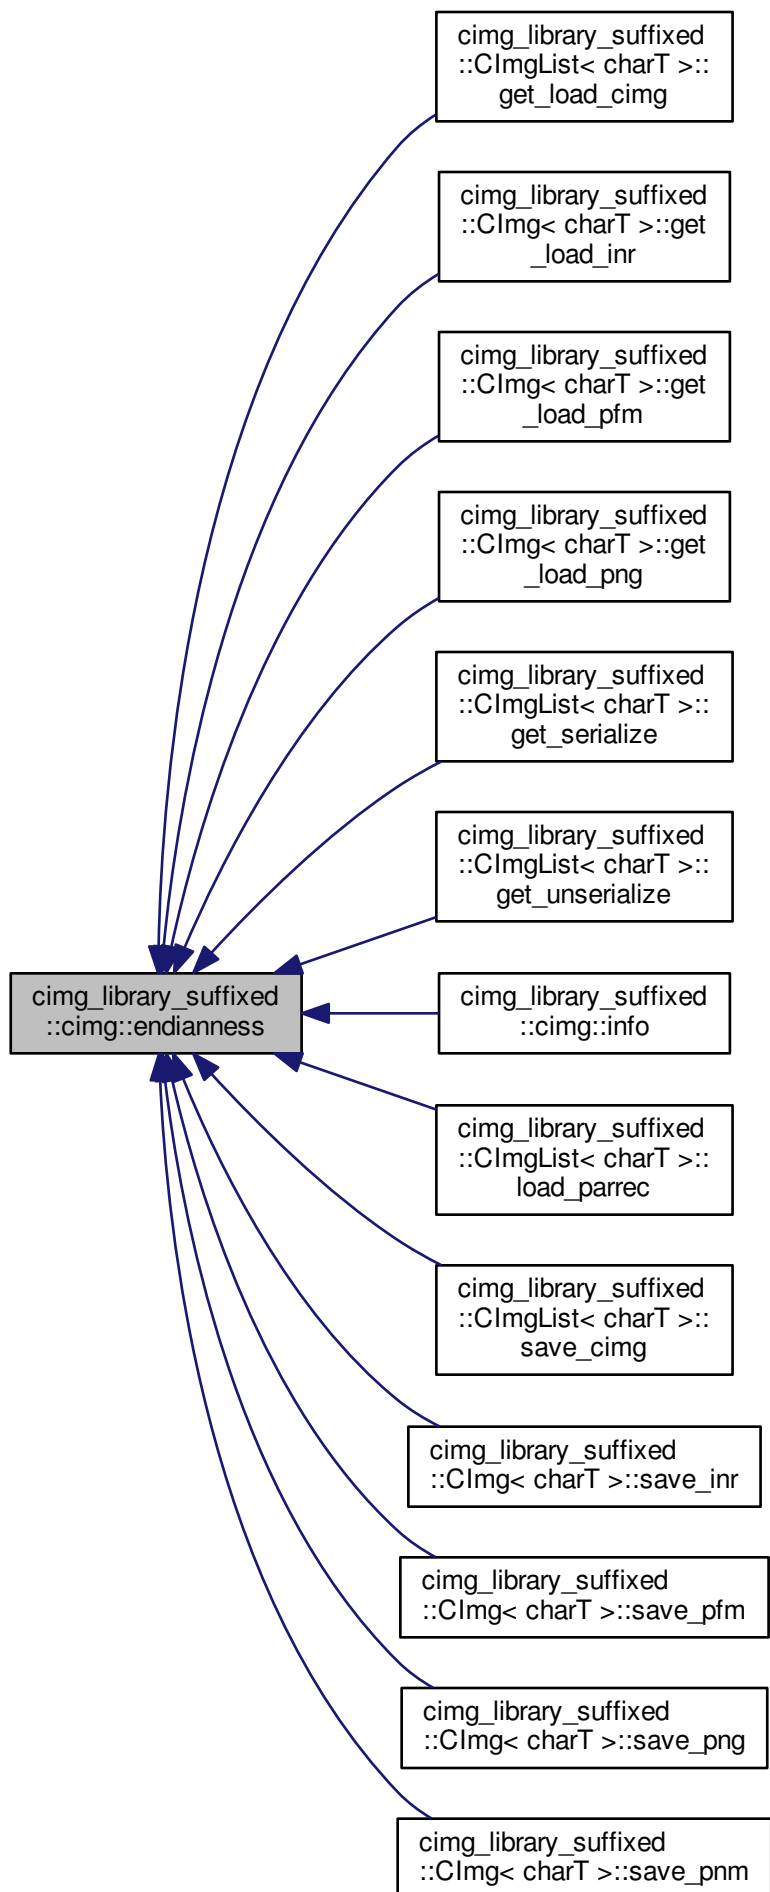 cimg_library_suffixed
::CImgList< charT >::
get_load_cimg
cimg_library_suffixed
::CImg< charT >::get
_load_inr
cimg_library_suffixed
::CImg< charT >::get
_load_pfm
cimg_library_suffixed
::CImg< charT >::get
_load_png
cimg_library_suffixed
::CImgList< charT >::
get_serialize
cimg_library_suffixed
::CImgList< charT >::
get_unserialize
cimg_library_suffixed
::cimg::endianness
cimg_library_suffixed
::cimg::info
cimg_library_suffixed
::CImgList< charT >::
load_parrec
cimg_library_suffixed
::CImgList< charT >::
save_cimg
cimg_library_suffixed
::CImg< charT >::save_inr
cimg_library_suffixed
::CImg< charT >::save_pfm
cimg_library_suffixed
::CImg< charT >::save_png
cimg_library_suffixed
::CImg< charT >::save_pnm